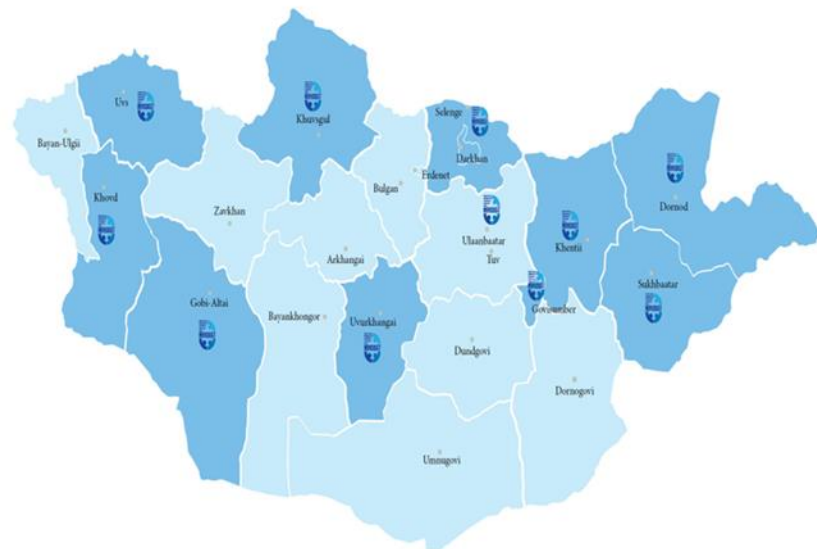 Uvs
Khuvsgul
Selenge
Bayan-Ulgii
Darkhan
Khovd
Bulgan
Erdenet
Dornod
Zavkhan
Ulaanbaatar
Khentii
Arkhangai
Tuv
Sukhbaatar
Gobi-Altai
Govisumber
Bayankhongor
Uvurkhangai
Dundgovi
Dornogovi
Umnugovi